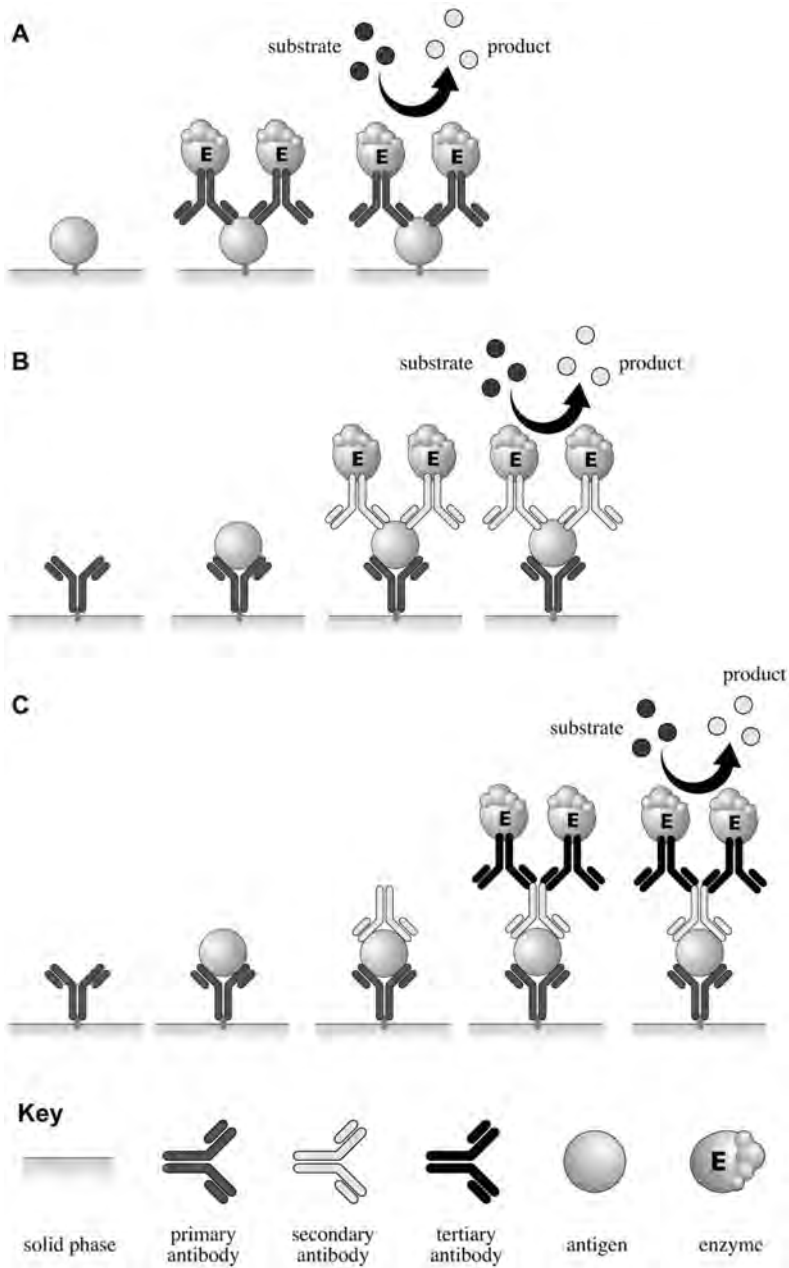 A
substrate
product
E
E
E
E
B
substrate
product
E
E
E
E
C
product
substrate
E
E
E
E
Key
E
solid phase
primary
antibody
secondary
antibody
tertiary
antibody
antigen
enzyme